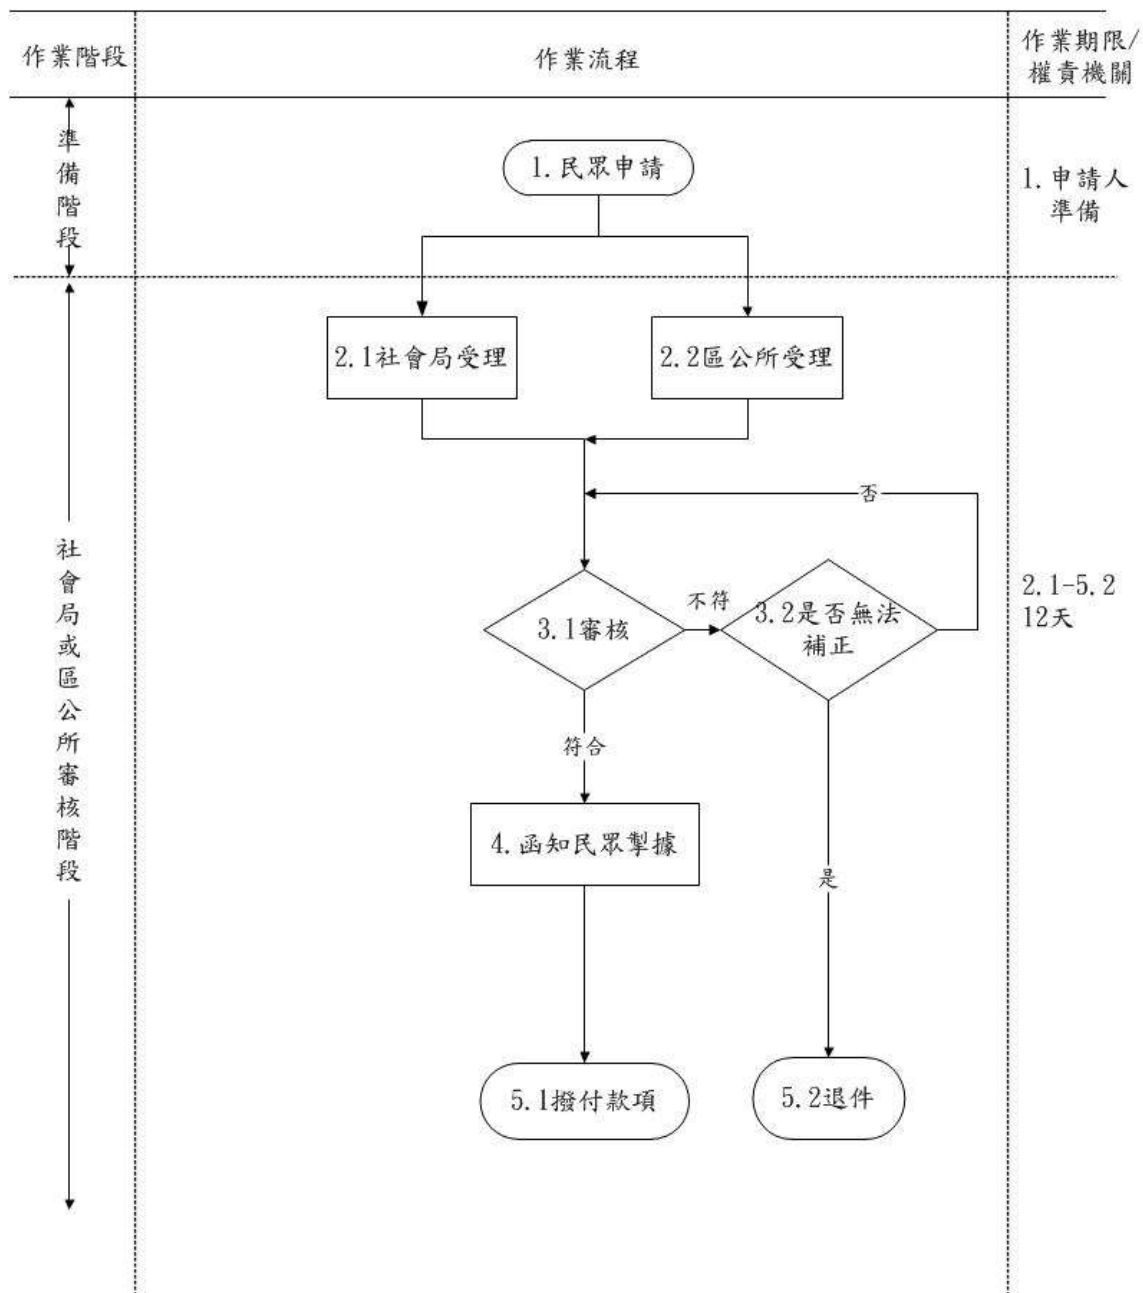 作業階段
作業流程
作業期限/
權責機關
準備階段
1.民眾申請
1.申請人
準備
2.1社會局受理
2.2區公所受理
否
社會局或區公所審核階段
3.1審核
不符
3.2是否無法
補正
2.1-5.2
12天
符合
4.函知民眾掣據
是
5.1撥付款項
5.2退件